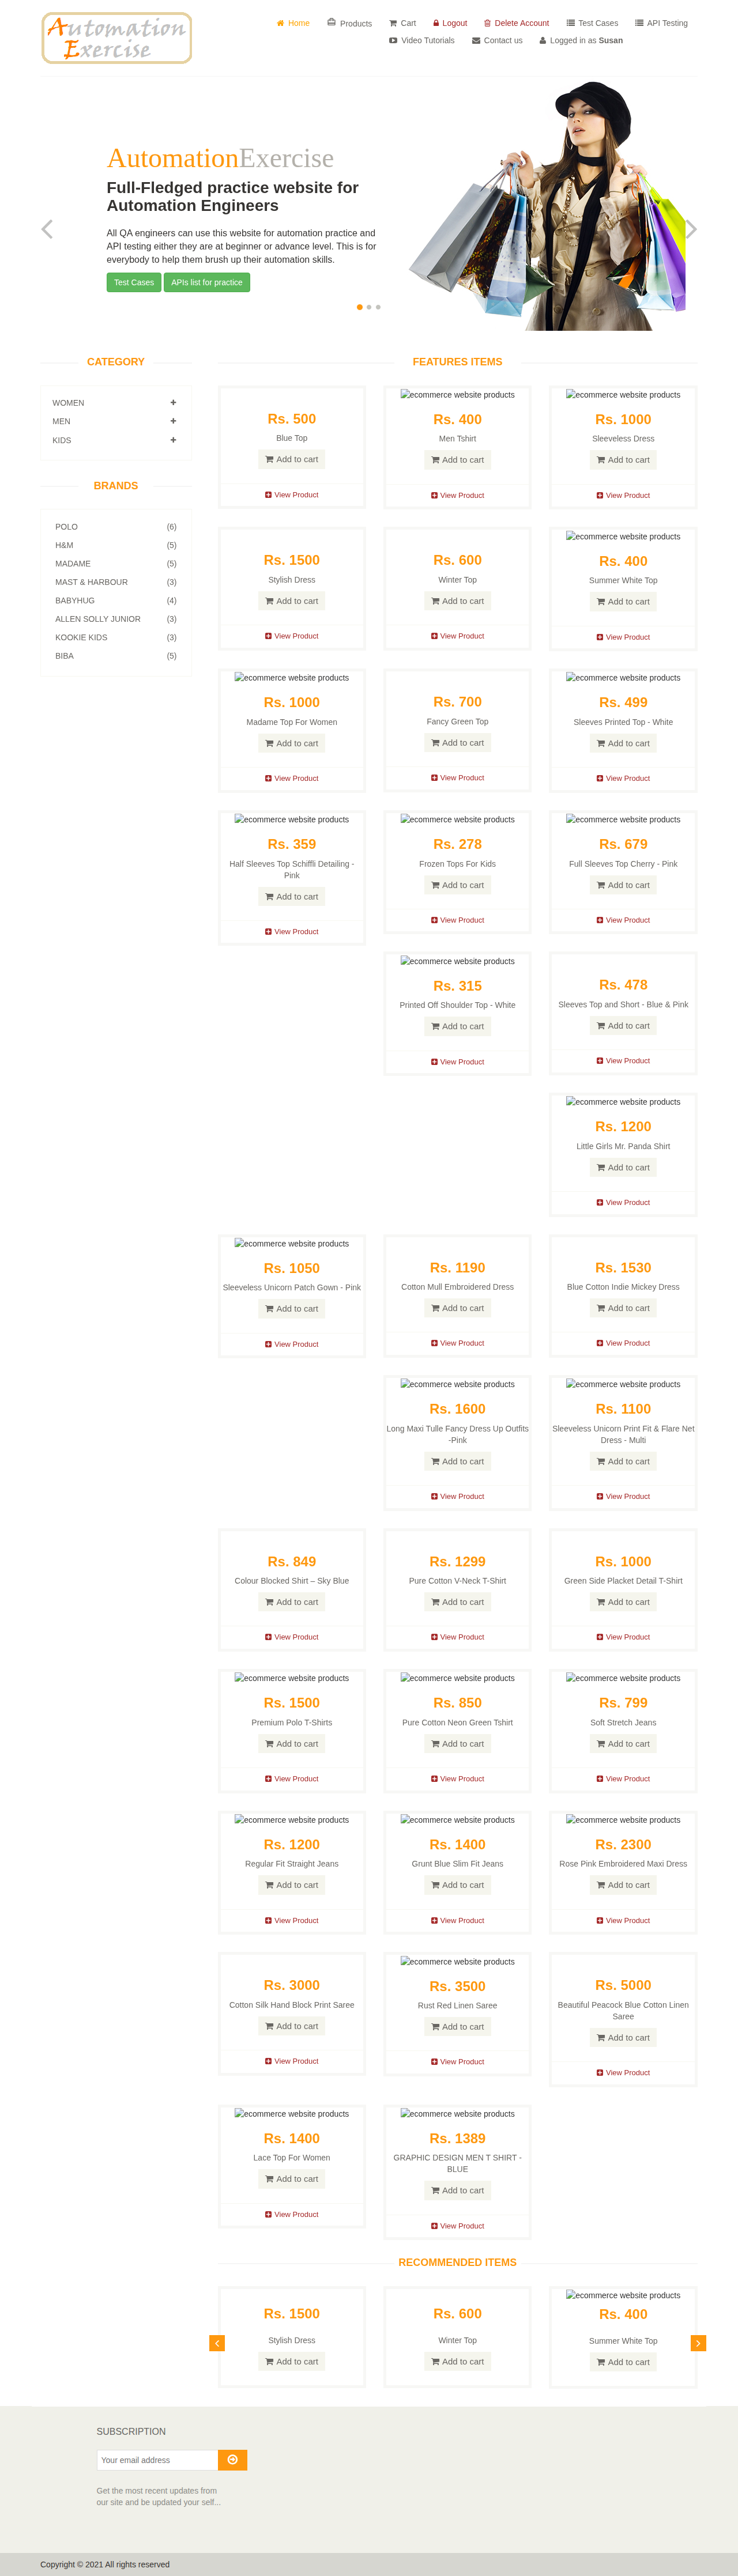 Automation
Exercise
Home
Products
Cart
Logout
Delete Account
Test Cases
API Testing
Video Tutorials
Contact us
Logged in as Susan
AutomationExercise
Full-Fledged practice website for
Automation Engineers
All QA engineers can use this website for automation practice and
API testing either they are at beginner or advance level. This is for
everybody to help them brush up their automation skills.
Test Cases
APIs list for practice
CATEGORY
WOMEN
MEN
KIDS
BRANDS
POLO (6)
H&M (5)
MADAME (5)
MAST & HARBOUR (3)
BABYHUG (4)
ALLEN SOLLY JUNIOR (3)
KOOKIE KIDS (3)
BIBA (5)
FEATURES ITEMS
Rs. 500
Blue Top
Add to cart
View Product
ecommerce website products
Rs. 400
Men Tshirt
Add to cart
View Product
ecommerce website products
Rs. 1000
Sleeveless Dress
Add to cart
View Product
Rs. 1500
Stylish Dress
Add to cart
View Product
Rs. 600
Winter Top
Add to cart
View Product
ecommerce website products
Rs. 400
Summer White Top
Add to cart
View Product
ecommerce website products
Rs. 1000
Madame Top For Women
Add to cart
View Product
Rs. 700
Fancy Green Top
Add to cart
View Product
ecommerce website products
Rs. 499
Sleeves Printed Top - White
Add to cart
View Product
ecommerce website products
Rs. 359
Half Sleeves Top Schiffli Detailing -
Pink
Add to cart
View Product
ecommerce website products
Rs. 278
Frozen Tops For Kids
Add to cart
View Product
ecommerce website products
Rs. 679
Full Sleeves Top Cherry - Pink
Add to cart
View Product
ecommerce website products
Rs. 315
Printed Off Shoulder Top - White
Add to cart
View Product
Rs. 478
Sleeves Top and Short - Blue & Pink
Add to cart
View Product
ecommerce website products
Rs. 1200
Little Girls Mr. Panda Shirt
Add to cart
View Product
ecommerce website products
Rs. 1050
Sleeveless Unicorn Patch Gown - Pink
Add to cart
View Product
Rs. 1190
Cotton Mull Embroidered Dress
Add to cart
View Product
Rs. 1530
Blue Cotton Indie Mickey Dress
Add to cart
View Product
ecommerce website products
Rs. 1600
Long Maxi Tulle Fancy Dress Up Outfits
-Pink
Add to cart
View Product
ecommerce website products
Rs. 1100
Sleeveless Unicorn Print Fit & Flare Net
Dress - Multi
Add to cart
View Product
Rs. 849
Colour Blocked Shirt – Sky Blue
Add to cart
View Product
Rs. 1299
Pure Cotton V-Neck T-Shirt
Add to cart
View Product
Rs. 1000
Green Side Placket Detail T-Shirt
Add to cart
View Product
ecommerce website products
Rs. 1500
Premium Polo T-Shirts
Add to cart
View Product
ecommerce website products
Rs. 850
Pure Cotton Neon Green Tshirt
Add to cart
View Product
ecommerce website products
Rs. 799
Soft Stretch Jeans
Add to cart
View Product
ecommerce website products
Rs. 1200
Regular Fit Straight Jeans
Add to cart
View Product
ecommerce website products
Rs. 1400
Grunt Blue Slim Fit Jeans
Add to cart
View Product
ecommerce website products
Rs. 2300
Rose Pink Embroidered Maxi Dress
Add to cart
View Product
Rs. 3000
Cotton Silk Hand Block Print Saree
Add to cart
View Product
ecommerce website products
Rs. 3500
Rust Red Linen Saree
Add to cart
View Product
Rs. 5000
Beautiful Peacock Blue Cotton Linen
Saree
Add to cart
View Product
ecommerce website products
Rs. 1400
Lace Top For Women
Add to cart
View Product
ecommerce website products
Rs. 1389
GRAPHIC DESIGN MEN T SHIRT -
BLUE
Add to cart
View Product
RECOMMENDED ITEMS
Rs. 1500
Stylish Dress
Add to cart
Rs. 600
Winter Top
Add to cart
ecommerce website products
Rs. 400
Summer White Top
Add to cart
SUBSCRIPTION
Your email address
Get the most recent updates from
our site and be updated your self...
Copyright © 2021 All rights reserved